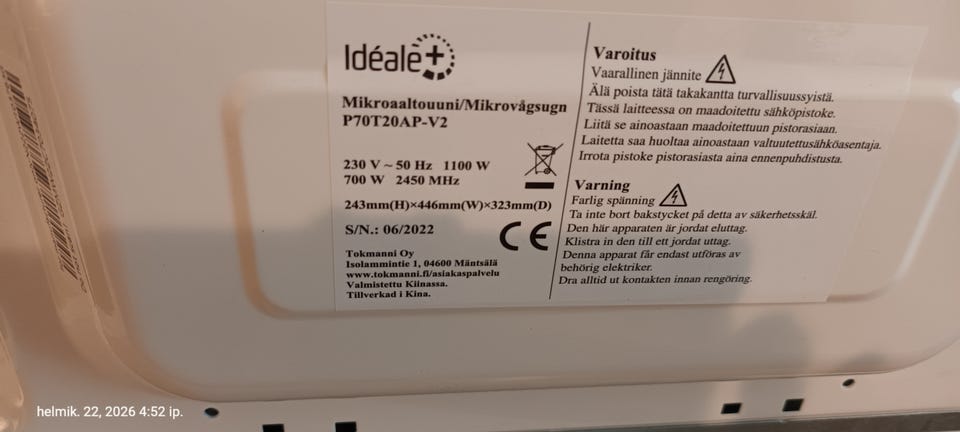 Idéale+
Mikroaaltouuni/Mikrovågsugn
P70T20AP-V2
230 V ~ 50 Hz 1100 W
700 W 2450 MHz
243mm(H)×446mm(W)×323mm(D)
S/N.: 06/2022
CE
Tokmanni Oy
Isolammintie 1, 04600 Mäntsälä
www.tokmanni.fi/asiakaspalvelu
Valmistettu Kiinassa.
Tillverkad i Kina.
Varoitus
Vaarallinen jännite
Älä poista tätä takakantta turvallisuussyistä.
Tässä laitteessa on maadoitettu sähköpistoke.
Liitä se ainoastaan maadoitettuun pistorasiaan.
Laitetta saa huoltaa ainoastaan valtuutettusähköasentaja.
Irrota pistoke pistorasiasta aina ennenpuhdistusta.
Varning
Farlig spänning
Ta inte bort bakstycket på detta av säkerhetsskäl.
Den här apparaten är jordat eluttag.
Klistra in den till ett jordat uttag.
Denna apparat får endast utföras av
behörig elektriker.
Dra alltid ut kontakten innan rengöring.
helmik. 22, 2026 4:52 ip.